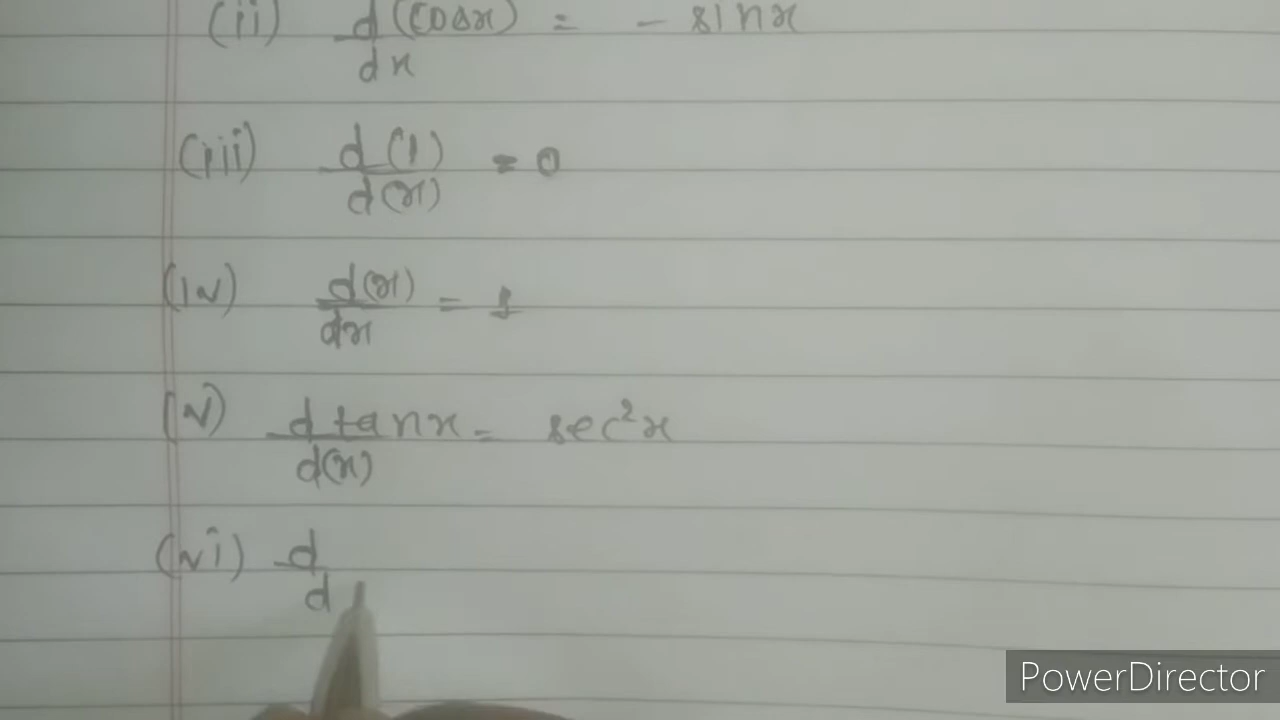 (ii) d(cosx) = - sinx
dx
(iii) d(1) = 0
d(x)
(iv) d(x) = 1
dx
(v) d tanx = sec²x
d(x)
(vi) d
d
PowerDirector